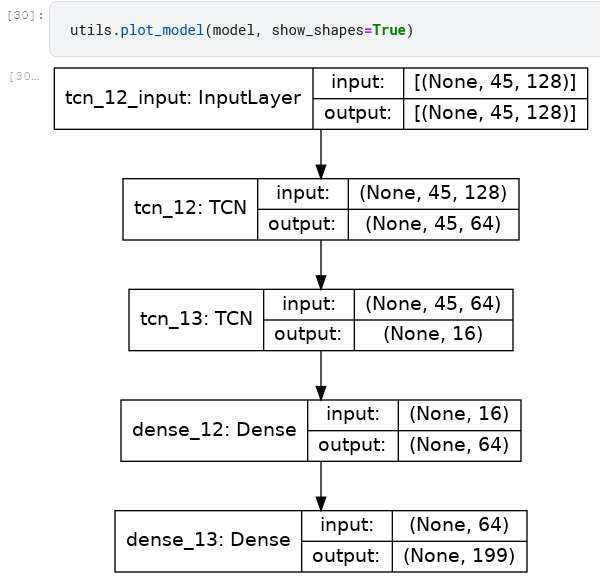 [30]:
utils.plot_model(model, show_shapes=True)
[30…
tcn_12_input: InputLayer
input: [(None, 45, 128)]
output: [(None, 45, 128)]
tcn_12: TCN
input: (None, 45, 128)
output: (None, 45, 64)
tcn_13: TCN
input: (None, 45, 64)
output: (None, 16)
dense_12: Dense
input: (None, 16)
output: (None, 64)
dense_13: Dense
input: (None, 64)
output: (None, 199)